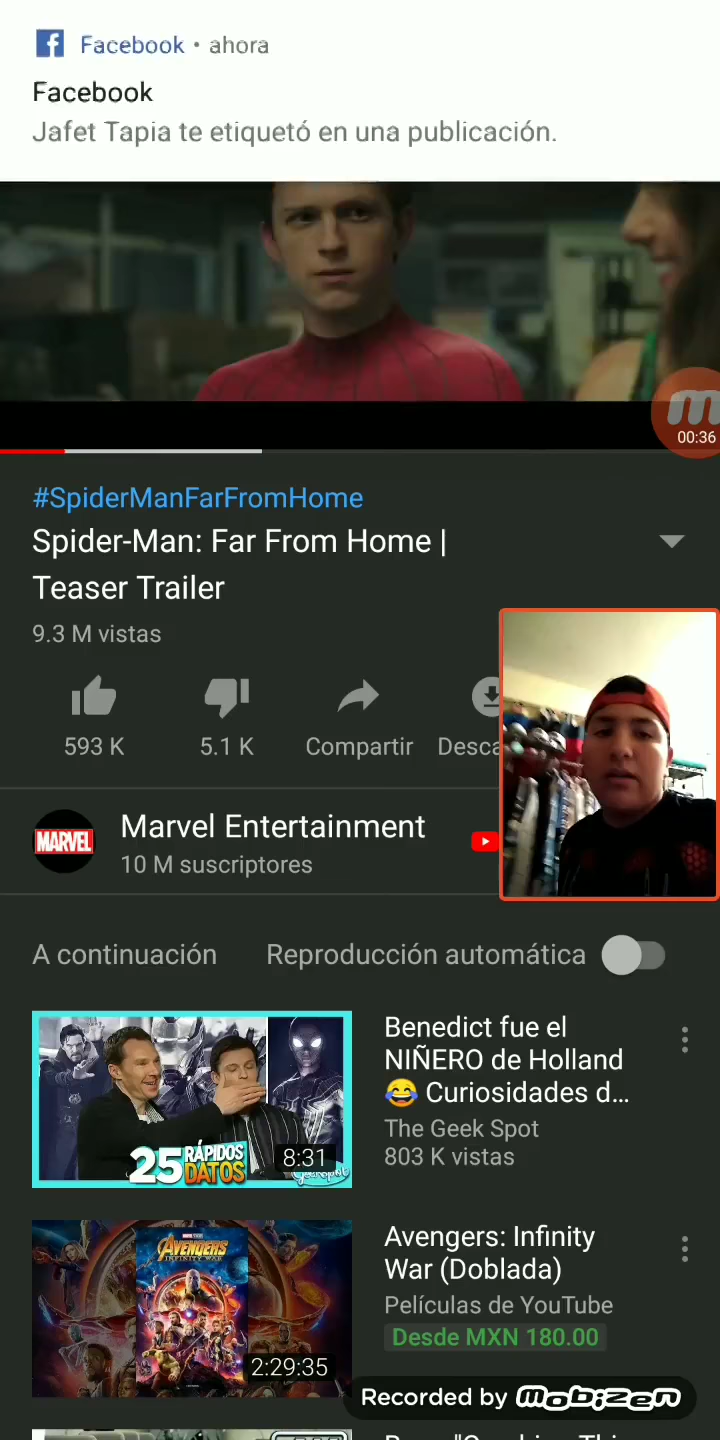 Facebook • ahora
Facebook
Jafet Tapia te etiquetó en una publicación.
00:36
#SpiderManFarFromHome
Spider-Man: Far From Home |
Teaser Trailer
9.3 M vistas
593 K
5.1 K
Compartir
Desca
MARVEL
Marvel Entertainment
10 M suscriptores
A continuación
Reproducción automática
25 RÁPIDOS
DATOS
8:31
Benedict fue el
NIÑERO de Holland
😂 Curiosidades d...
The Geek Spot
803 K vistas
AVENGERS
INFINITY WAR
2:29:35
Avengers: Infinity
War (Doblada)
Películas de YouTube
Desde MXN 180.00
Recorded by mobizen